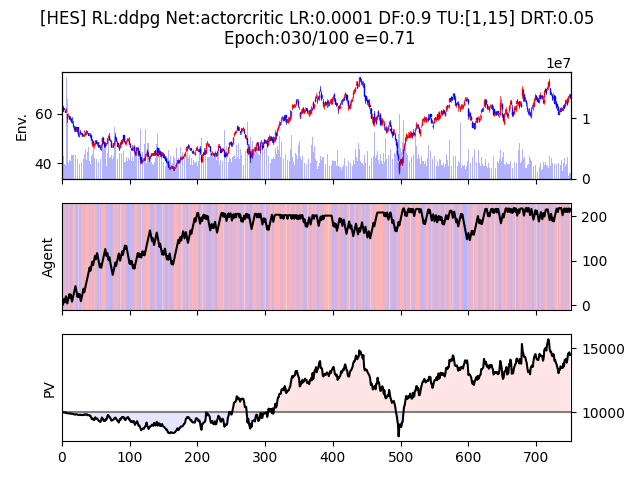 [HES] RL:ddpg Net:actorcritic LR:0.0001 DF:0.9 TU:[1,15] DRT:0.05
Epoch:030/100 e=0.71
1e7
Env.
60
40
1
0
Agent
200
100
0
PV
15000
10000
0 100 200 300 400 500 600 700